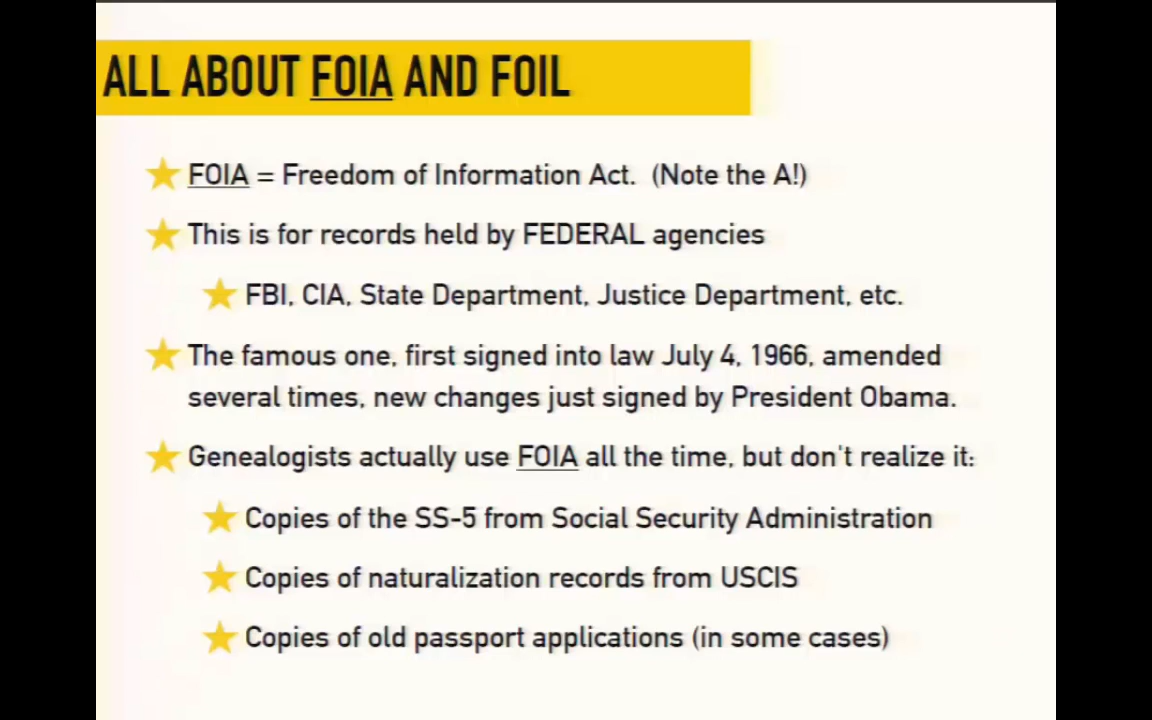 ALL ABOUT FOIA AND FOIL
FOIA = Freedom of Information Act. (Note the A!)
This is for records held by FEDERAL agencies
FBI, CIA, State Department, Justice Department, etc.
The famous one, first signed into law July 4, 1966, amended
several times, new changes just signed by President Obama.
Genealogists actually use FOIA all the time, but don't realize it:
Copies of the SS-5 from Social Security Administration
Copies of naturalization records from USCIS
Copies of old passport applications (in some cases)